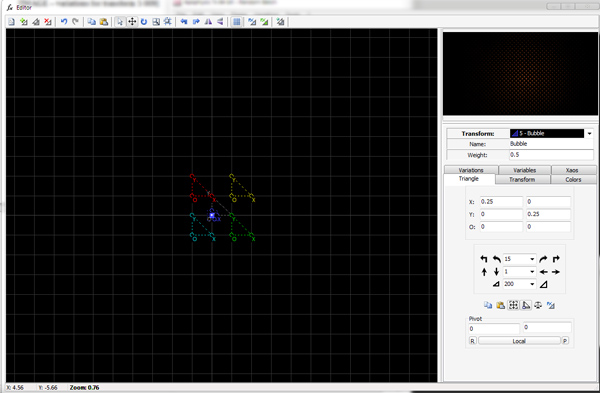 Editor
Transform: 5 - Bubble
Name: Bubble
Weight: 0.5
Variations Variables Xaos
Triangle Transform Colors
X: 0.25 0
Y: 0 0.25
O: 0 0
15
1
200
Pivot
0 0
R Local P
Y Y
O X O X
Y Y
O X O X
X: 4.56 Y: -5.66 Zoom: 0.76